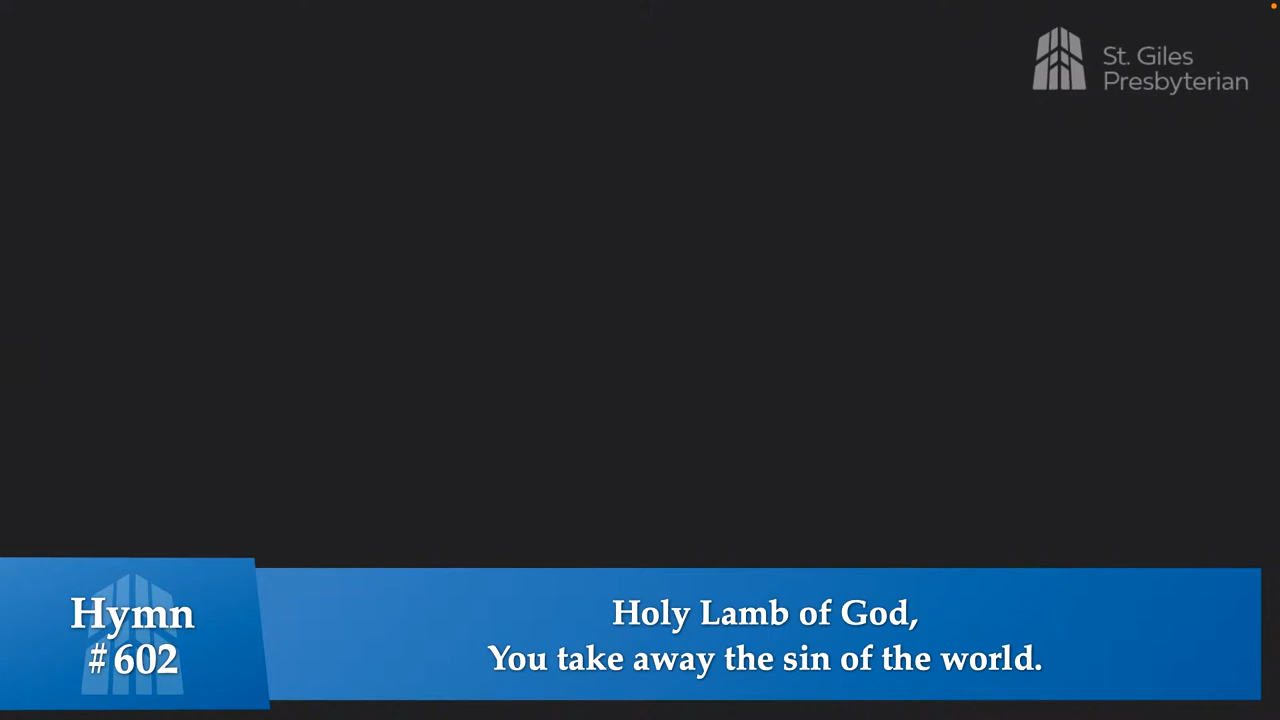 St. Giles
Presbyterian
Hymn
#602
Holy Lamb of God,
You take away the sin of the world.